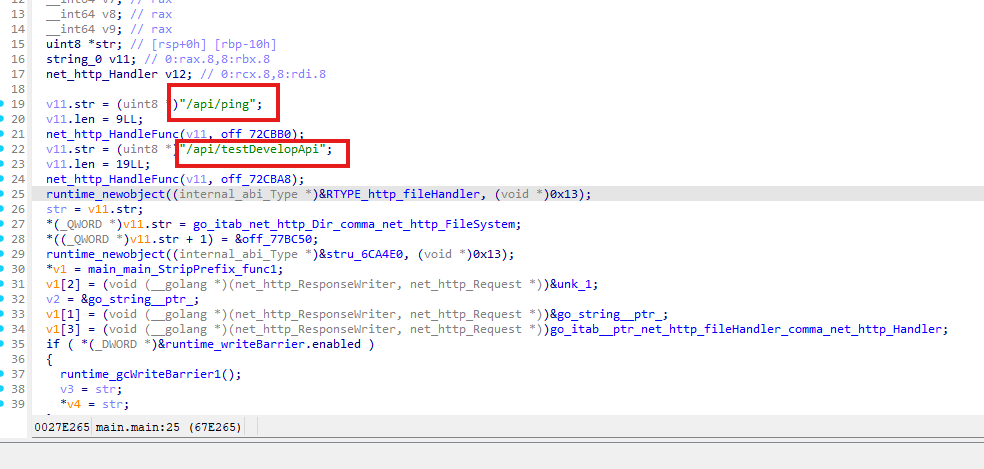 12 __int64 v7; // rax
13 __int64 v8; // rax
14 __int64 v9; // rax
15 uint8 *str; // [rsp+0h] [rbp-10h]
16 string_0 v11; // 0:rax.8,8:rbx.8
17 net_http_Handler v12; // 0:rcx.8,8:rdi.8
18
19 v11.str = (uint8 *)"/api/ping";
20 v11.len = 9LL;
21 net_http_HandleFunc(v11, off_72CBB0);
22 v11.str = (uint8 *)"/api/testDevelopApi";
23 v11.len = 19LL;
24 net_http_HandleFunc(v11, off_72CBA8);
25 runtime_newobject((internal_abi_Type *)&RTYPE_http_fileHandler, (void *)0x13);
26 str = v11.str;
27 *(_QWORD *)v11.str = go_itab_net_http_Dir_comma_net_http_FileSystem;
28 *((_QWORD *)v11.str + 1) = &off_77BC50;
29 runtime_newobject((internal_abi_Type *)&stru_6CA4E0, (void *)0x13);
30 *v1 = main_main_StripPrefix_func1;
31 v1[2] = (void (__golang *)(net_http_ResponseWriter, net_http_Request *))&unk_1;
32 v2 = &go_string__ptr_;
33 v1[1] = (void (__golang *)(net_http_ResponseWriter, net_http_Request *))&go_string__ptr_;
34 v1[3] = (void (__golang *)(net_http_ResponseWriter, net_http_Request *))go_itab__ptr_net_http_fileHandler_comma_net_http_Handler;
35 if ( *(_DWORD *)&runtime_writeBarrier.enabled )
36 {
37 runtime_gcWriteBarrier1();
38 v3 = str;
39 *v4 = str;
0027E265 main.main:25 (67E265)